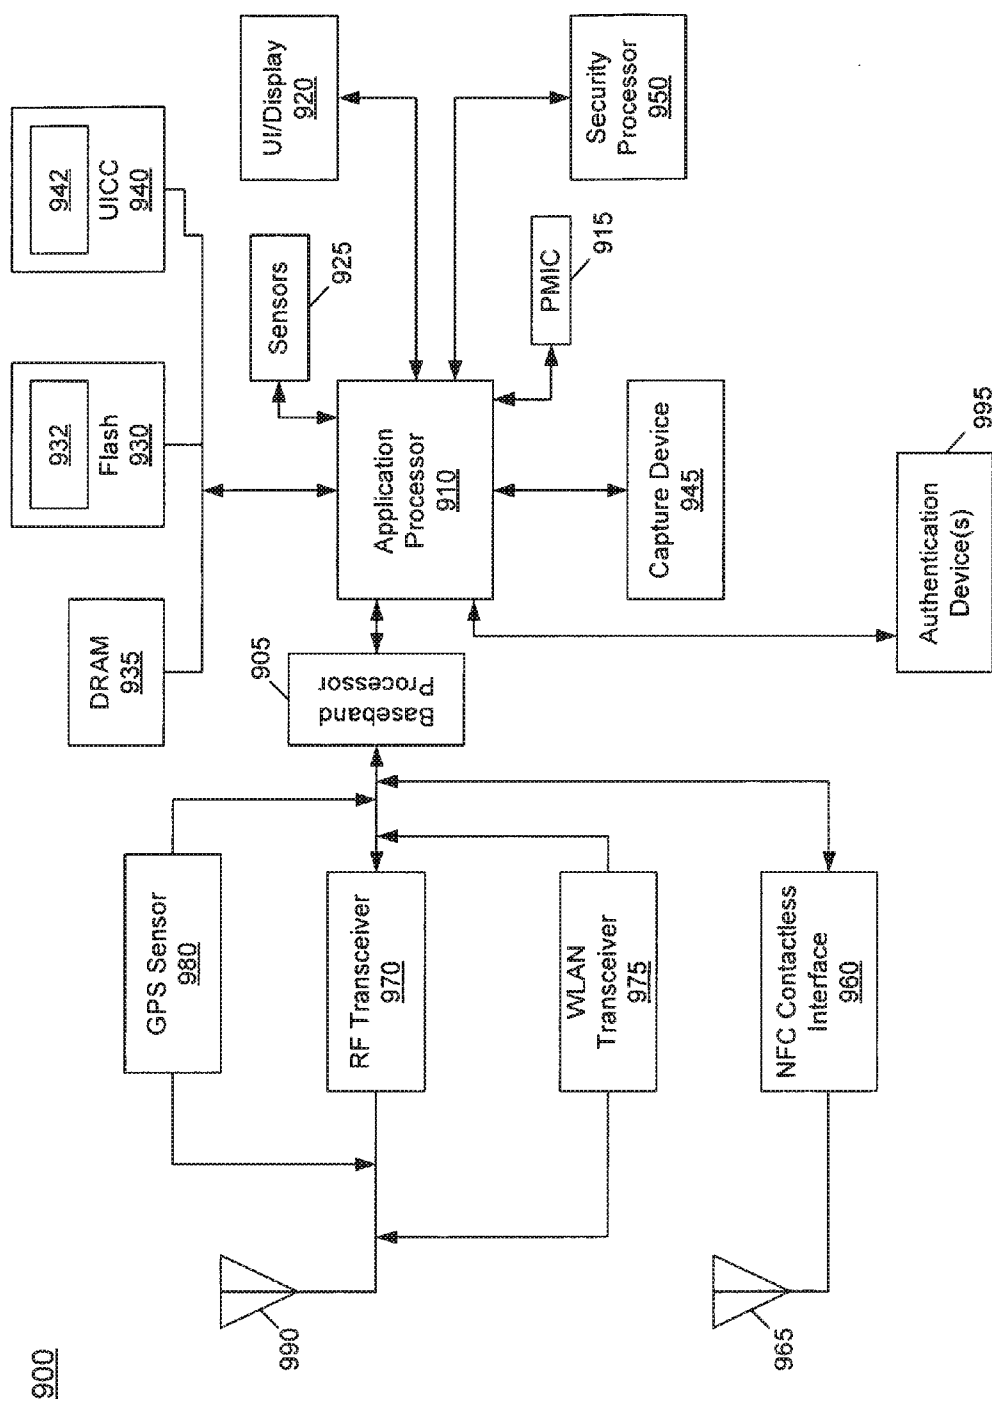 900
990
965
GPS Sensor
980
RF Transceiver
970
WLAN
Transceiver
975
NFC Contactless
Interface
960
905
Baseband
Processor
DRAM
935
932
Flash
930
942
UICC
940
Application
Processor
910
Sensors
925
UI/Display
920
Security
Processor
950
PMIC
915
Capture Device
945
Authentication
Device(s)
995